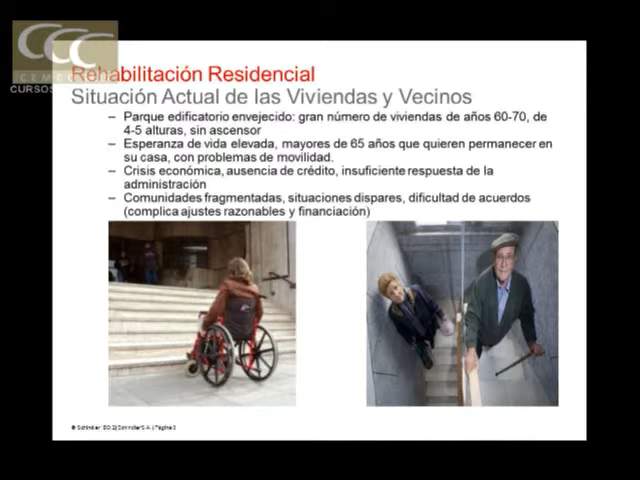 CCC
CEMCI
CURSOS
Rehabilitación Residencial
Situación Actual de las Viviendas y Vecinos
– Parque edificatorio envejecido: gran número de viviendas de años 60-70, de
4-5 alturas, sin ascensor
– Esperanza de vida elevada, mayores de 65 años que quieren permanecer en
su casa, con problemas de movilidad.
– Crisis económica, ausencia de crédito, insuficiente respuesta de la
administración
– Comunidades fragmentadas, situaciones dispares, dificultad de acuerdos
(complica ajustes razonables y financiación)